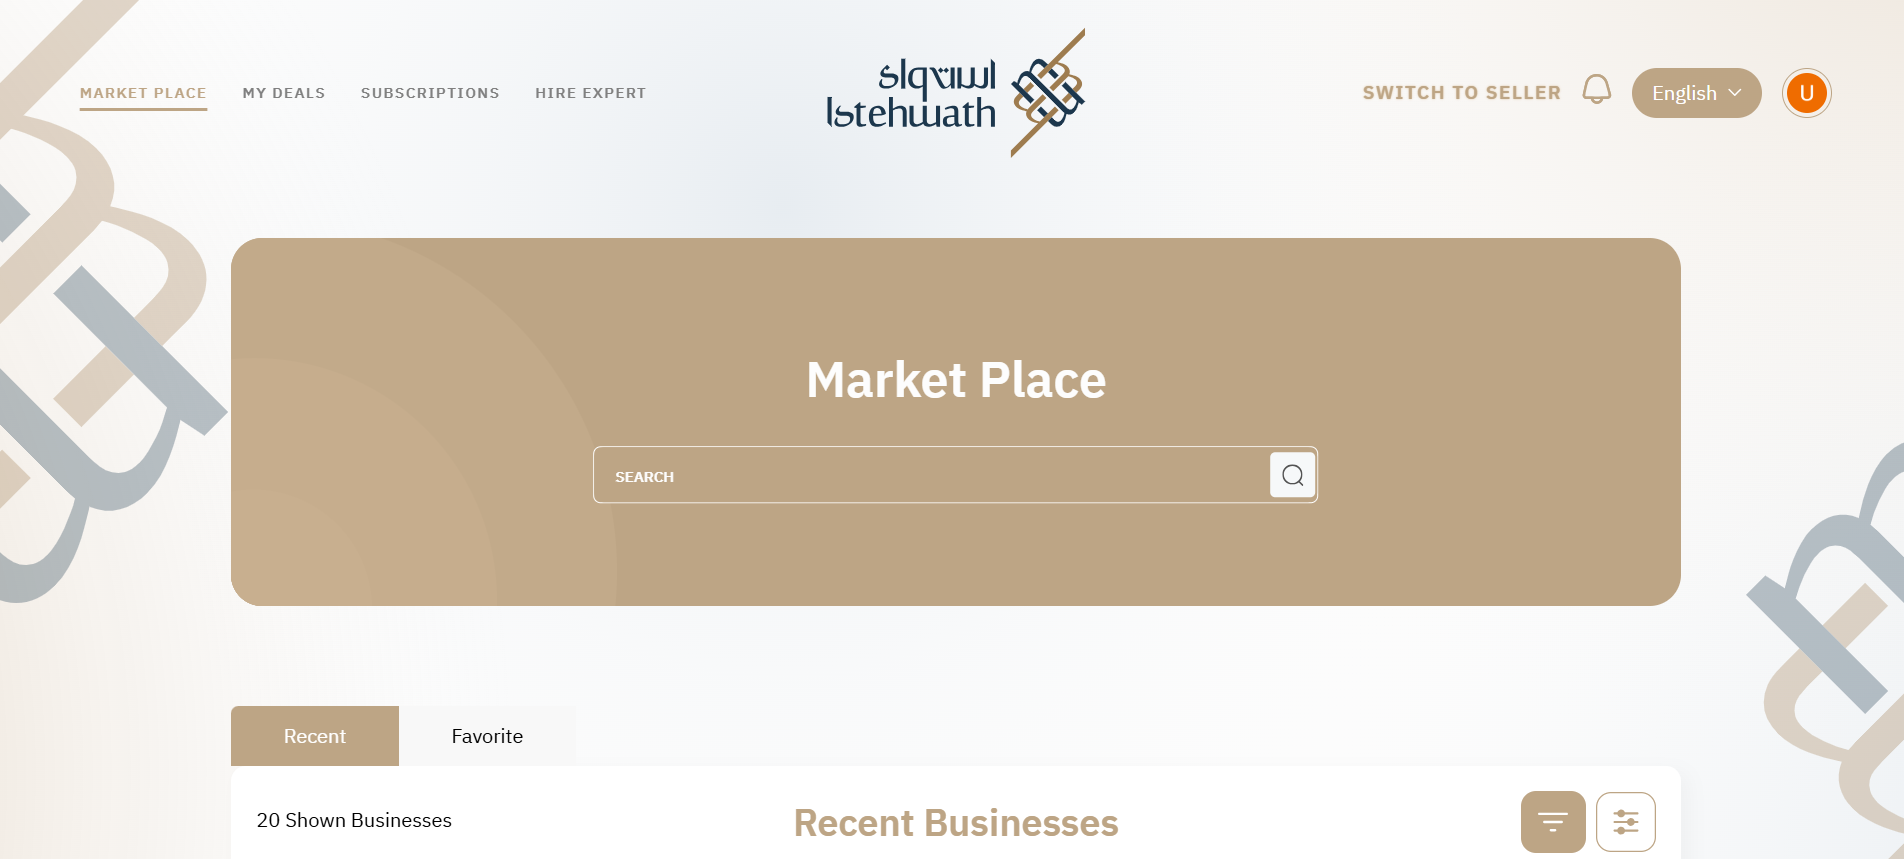 MARKET PLACE
MY DEALS
SUBSCRIPTIONS
HIRE EXPERT
Istehwath
SWITCH TO SELLER
English
U
Market Place
SEARCH
Recent
Favorite
20 Shown Businesses
Recent Businesses